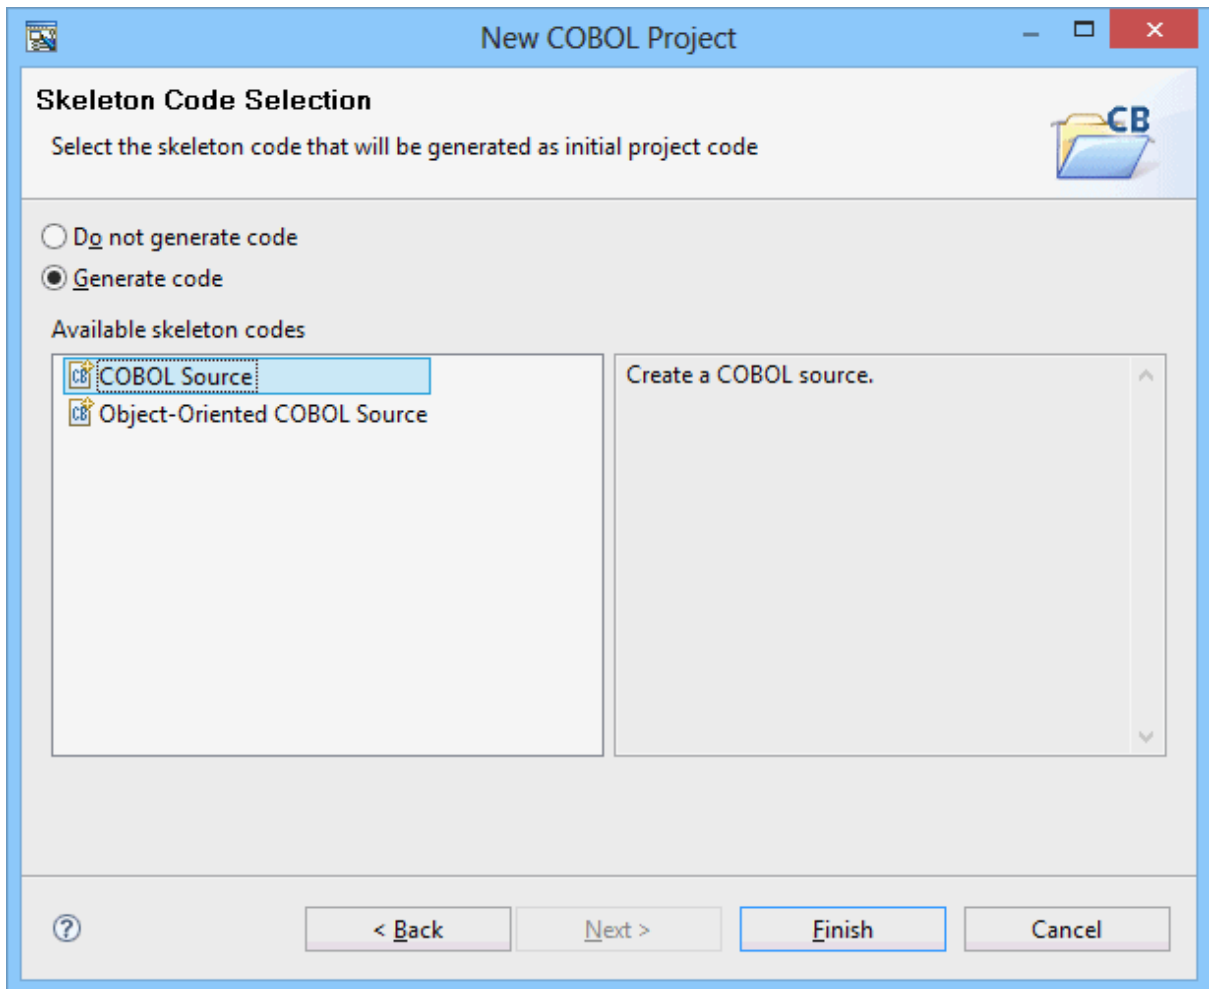 New COBOL Project
Skeleton Code Selection
CB
Select the skeleton code that will be generated as initial project code
Do not generate code
Generate code
Available skeleton codes
CB COBOL Source
CB Object-Oriented COBOL Source
Create a COBOL source.
?
< Back
Next >
Finish
Cancel